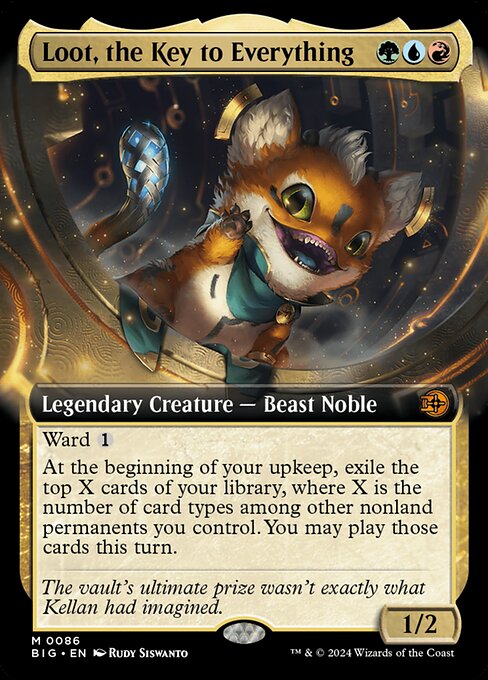 Loot, the Key to Everything
Legendary Creature — Beast Noble
Ward 1
At the beginning of your upkeep, exile the
top X cards of your library, where X is the
number of card types among other nonland
permanents you control. You may play those
cards this turn.
The vault's ultimate prize wasn't exactly what
Kellan had imagined.
1/2
M 0086
BIG • EN RUDY SISWANTO
™ & © 2024 Wizards of the Coast